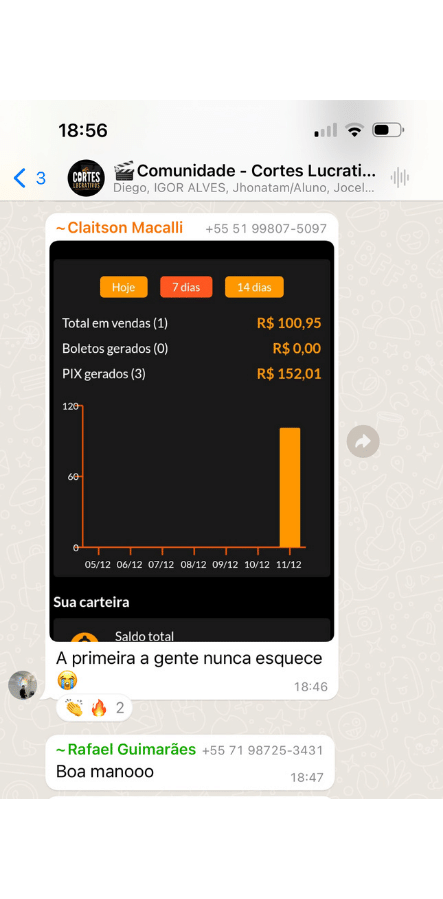 18:56
3
CORTES
LUCRATIVOS
🎬Comunidade - Cortes Lucrati...
Diego, IGOR ALVES, Jhonatam/Aluno, Jocel...
~Claitson Macalli +55 51 99807-5097
Hoje 7 dias 14 dias
Total em vendas (1) R$ 100,95
Boletos gerados (0) R$ 0,00
PIX gerados (3) R$ 152,01
120
60
0
05/12 06/12 07/12 08/12 09/12 10/12 11/12
Sua carteira
Saldo total
A primeira a gente nunca esquece
😭
18:46
👏 🔥 2
~Rafael Guimarães +55 71 98725-3431
Boa manooo
18:47